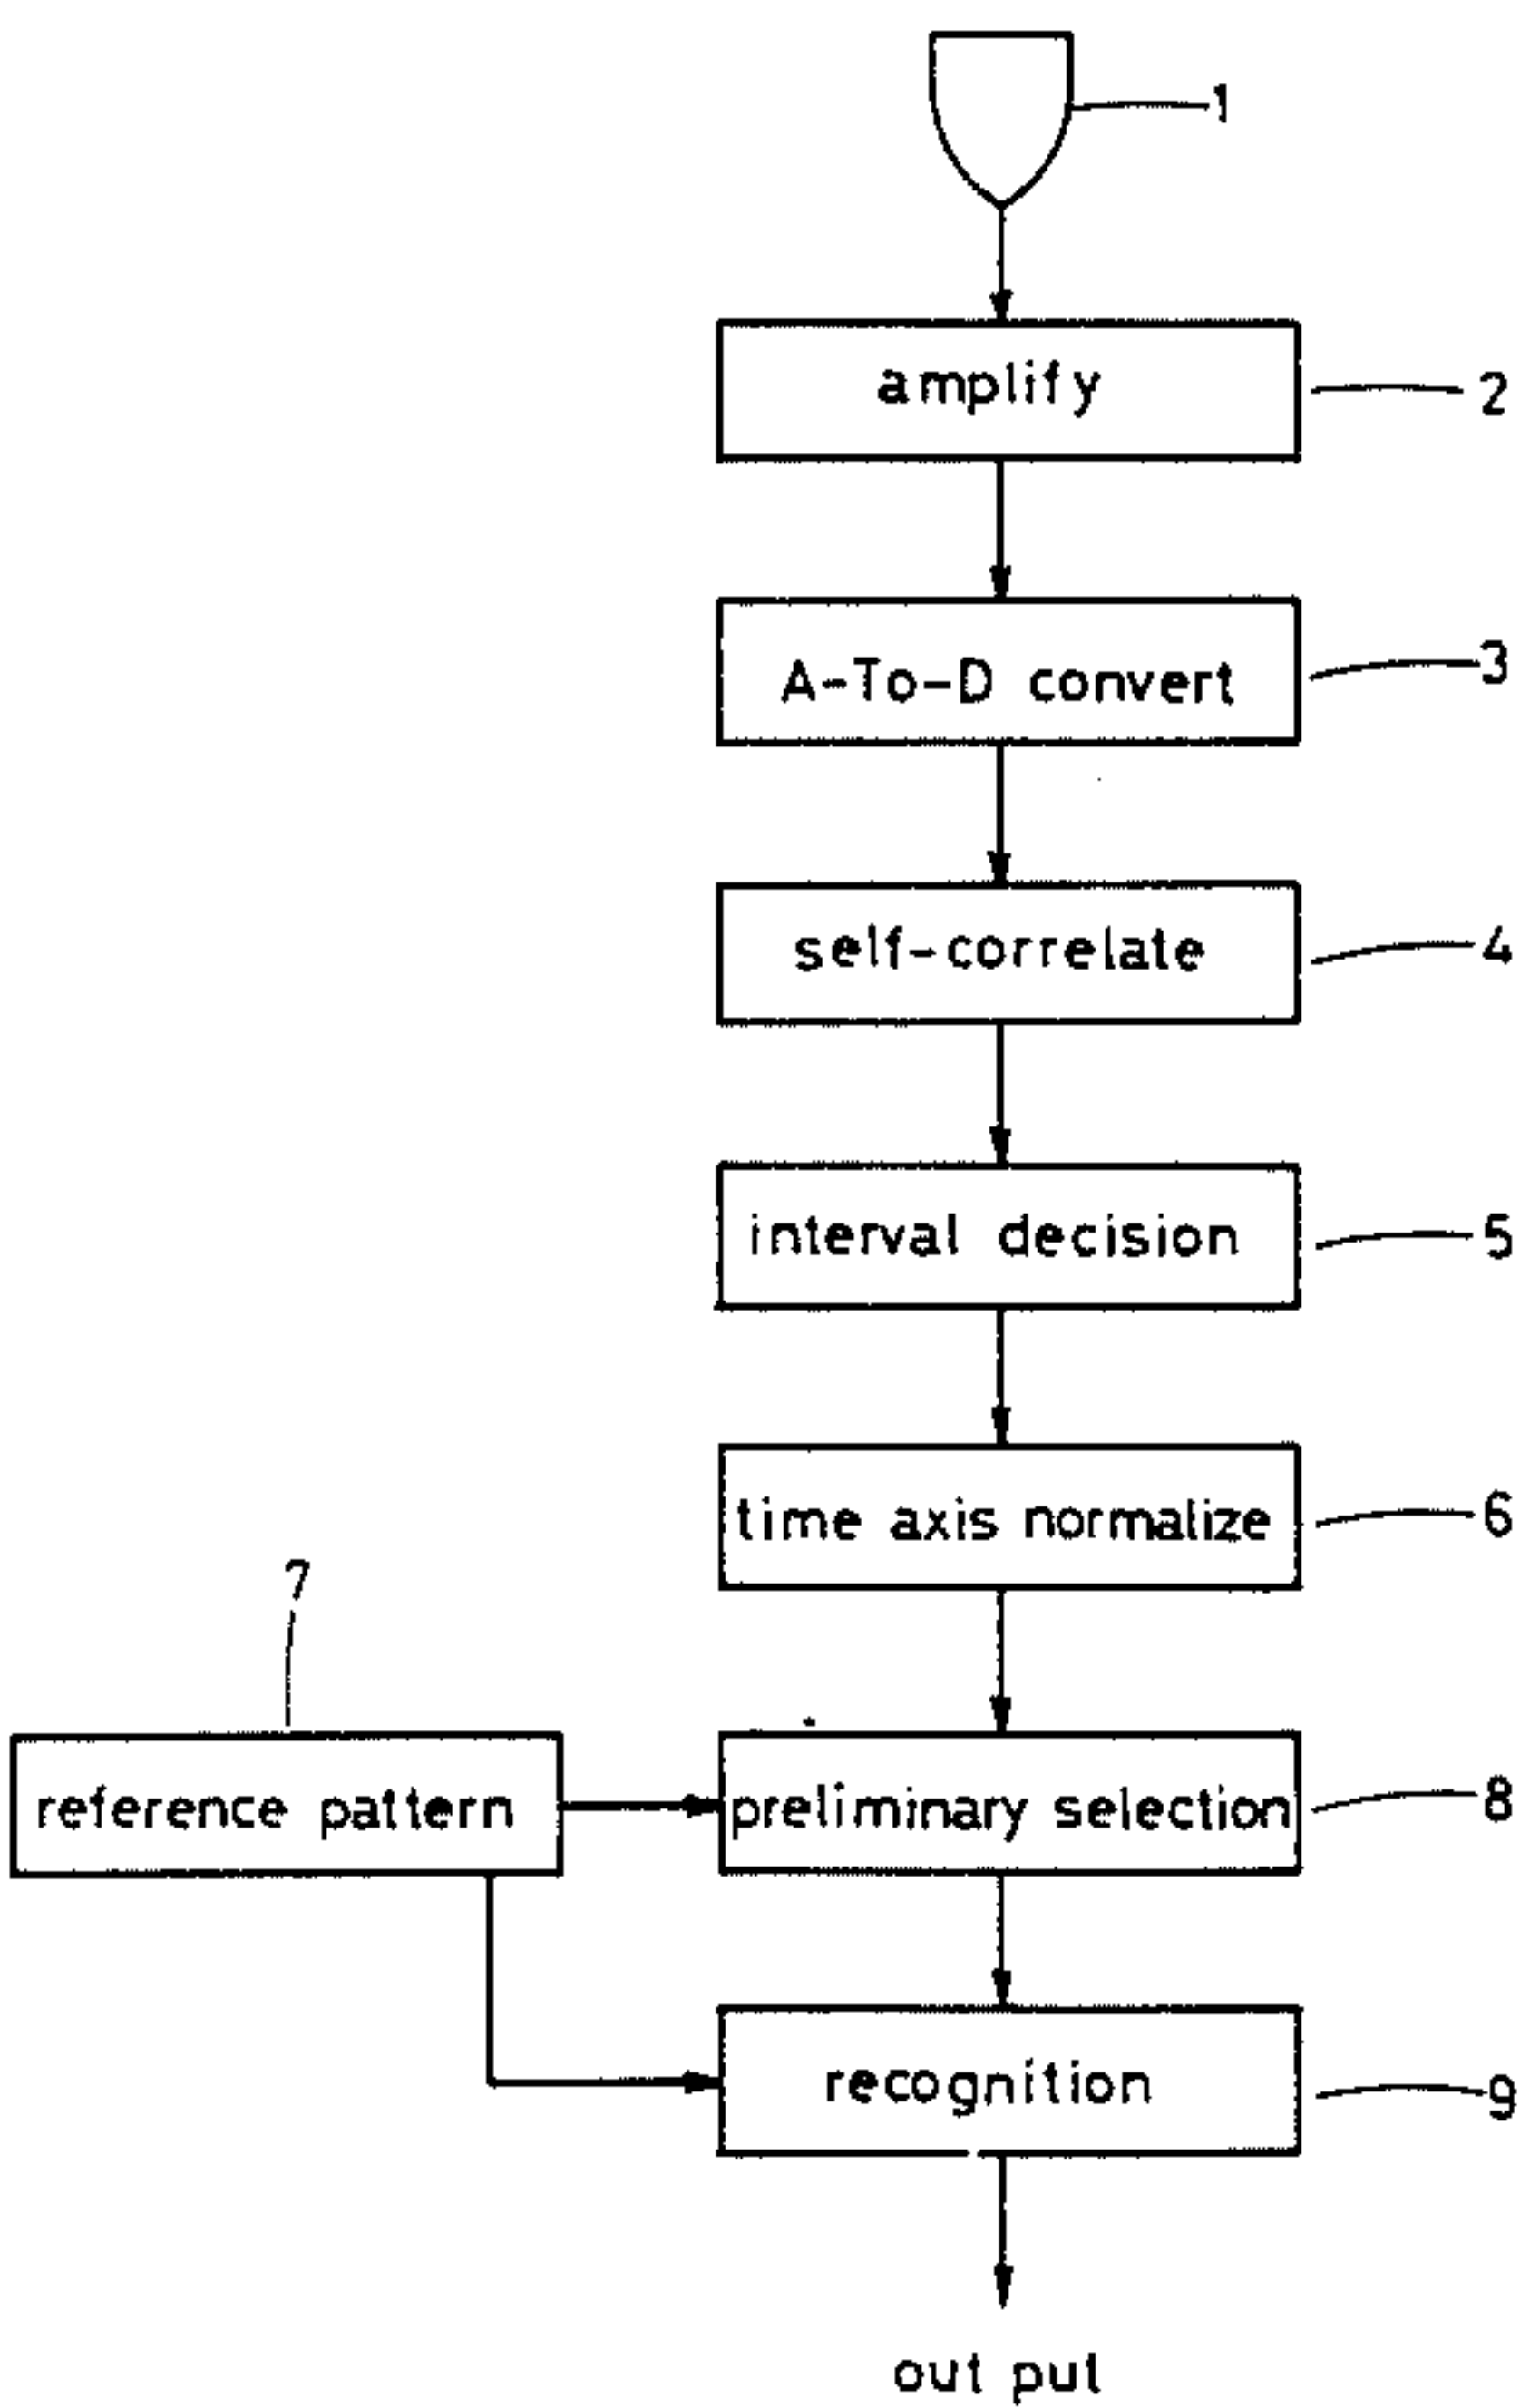 1
amplify
2
A-To-D convert
3
self-correlate
4
interval decision
5
time axis normalize
6
7
reference pattern
preliminary selection
8
recognition
9
out put